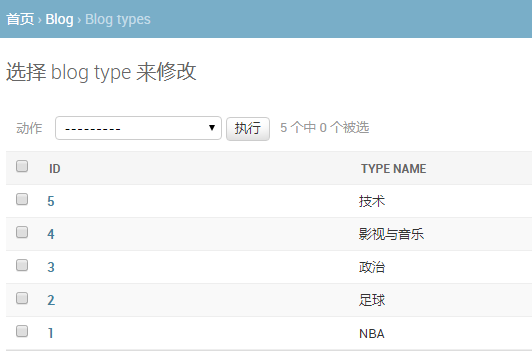 首页 › Blog › Blog types
选择 blog type 来修改
动作 --------- 执行 5 个中 0 个被选
ID TYPE NAME
5 技术
4 影视与音乐
3 政治
2 足球
1 NBA